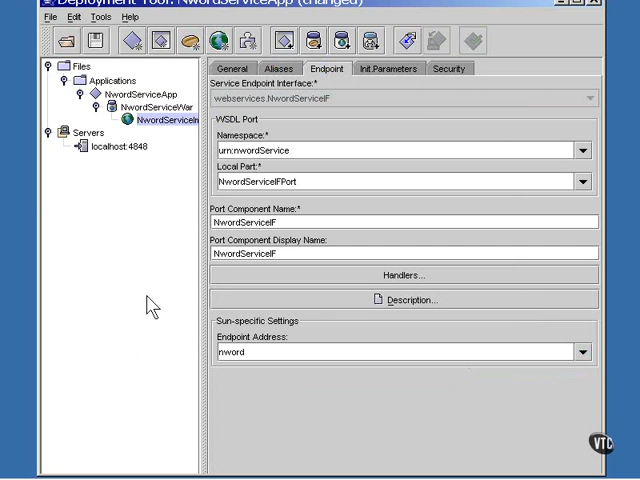 Deployment Tool: NwordServiceApp (changed)
File Edit Tools Help
Files
Applications
NwordServiceApp
NwordServiceWar
NwordServiceIn
Servers
localhost:4848
General Aliases Endpoint Init.Parameters Security
Service Endpoint Interface:*
webservices.NwordServiceIF
WSDL Port
Namespace:*
urn:nwordService
Local Part:*
NwordServiceIFPort
Port Component Name:*
NwordServiceIF
Port Component Display Name:
NwordServiceIF
Handlers...
Description...
Sun-specific Settings
Endpoint Address:
nword
VTC